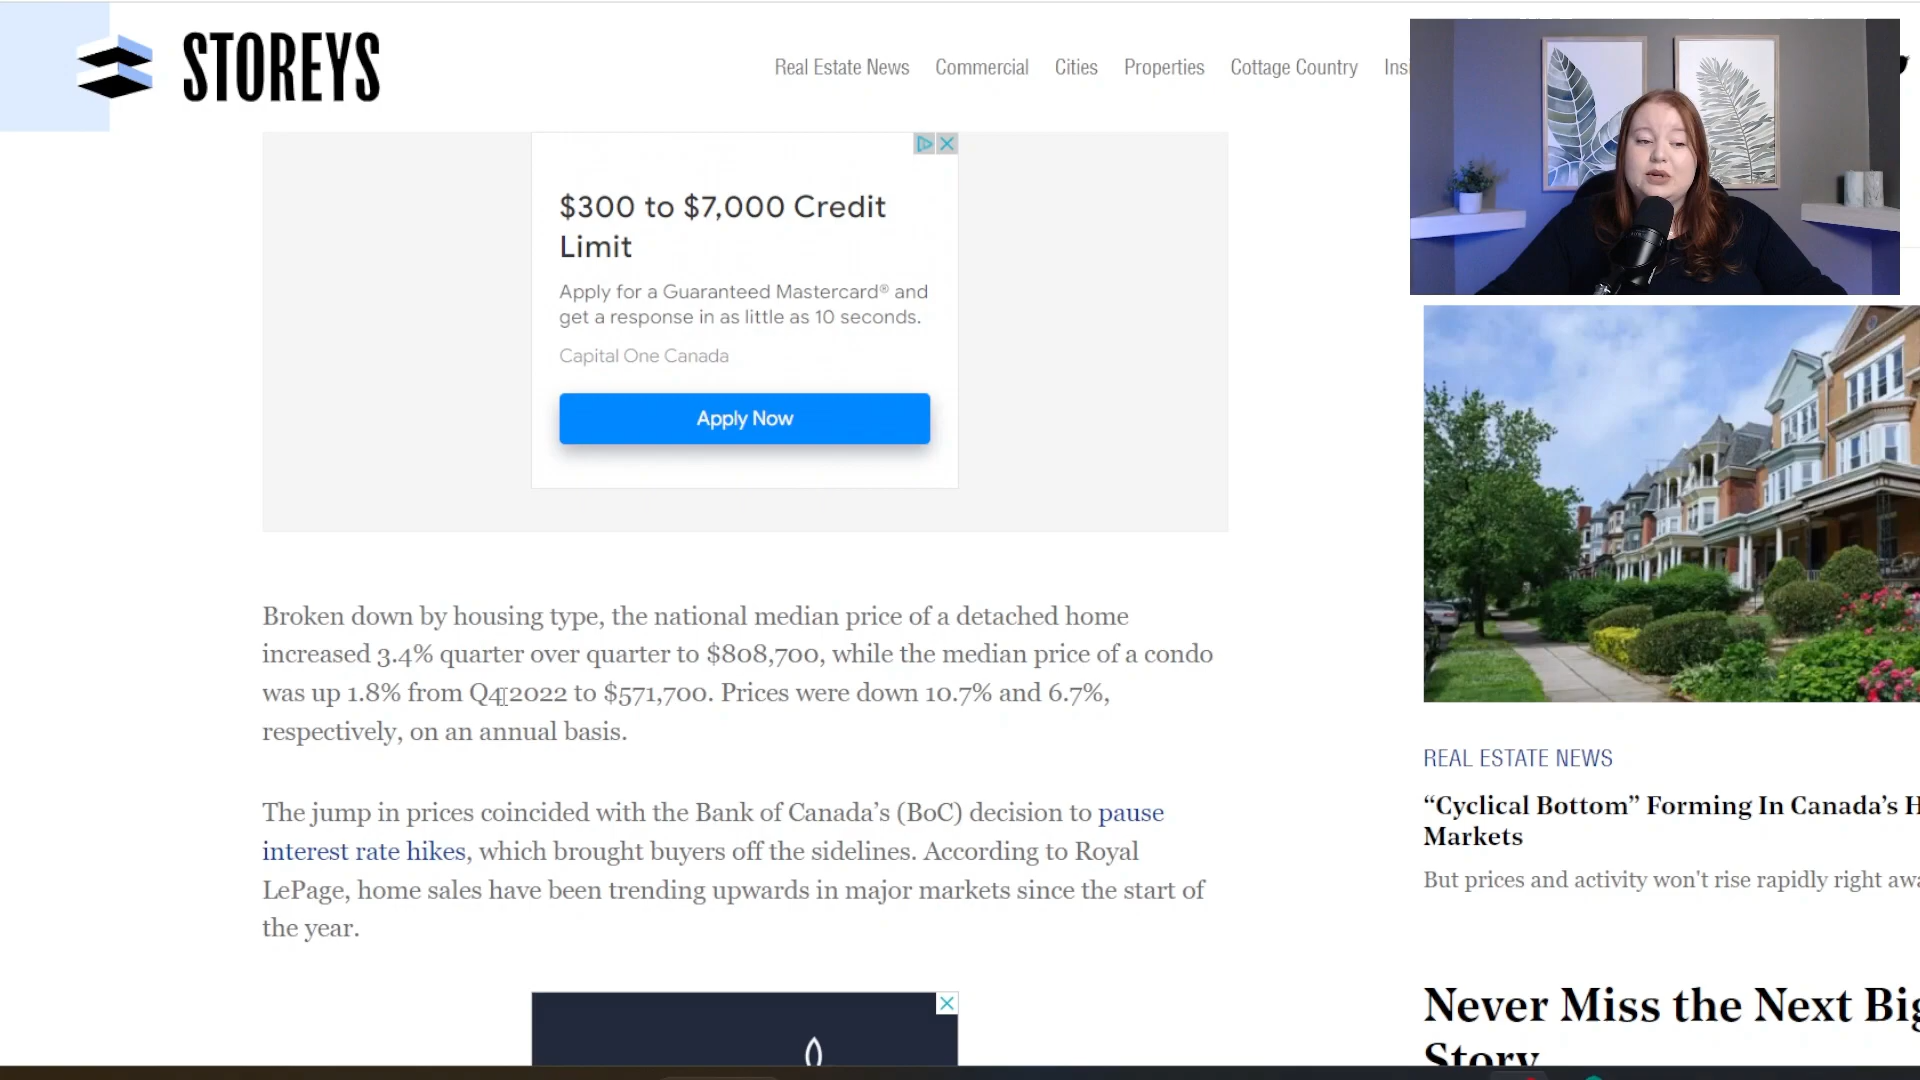 STOREYS
Real Estate News Commercial Cities Properties Cottage Country
$300 to $7,000 Credit
Limit
Apply for a Guaranteed Mastercard® and
get a response in as little as 10 seconds.
Capital One Canada
Apply Now
Broken down by housing type, the national median price of a detached home
increased 3.4% quarter over quarter to $808,700, while the median price of a condo
was up 1.8% from Q4 2022 to $571,700. Prices were down 10.7% and 6.7%,
respectively, on an annual basis.
The jump in prices coincided with the Bank of Canada’s (BoC) decision to pause
interest rate hikes, which brought buyers off the sidelines. According to Royal
LePage, home sales have been trending upwards in major markets since the start of
the year.
REAL ESTATE NEWS
“Cyclical Bottom” Forming In Canada’s H
Markets
But prices and activity won't rise rapidly right awa
Never Miss the Next Big
Story